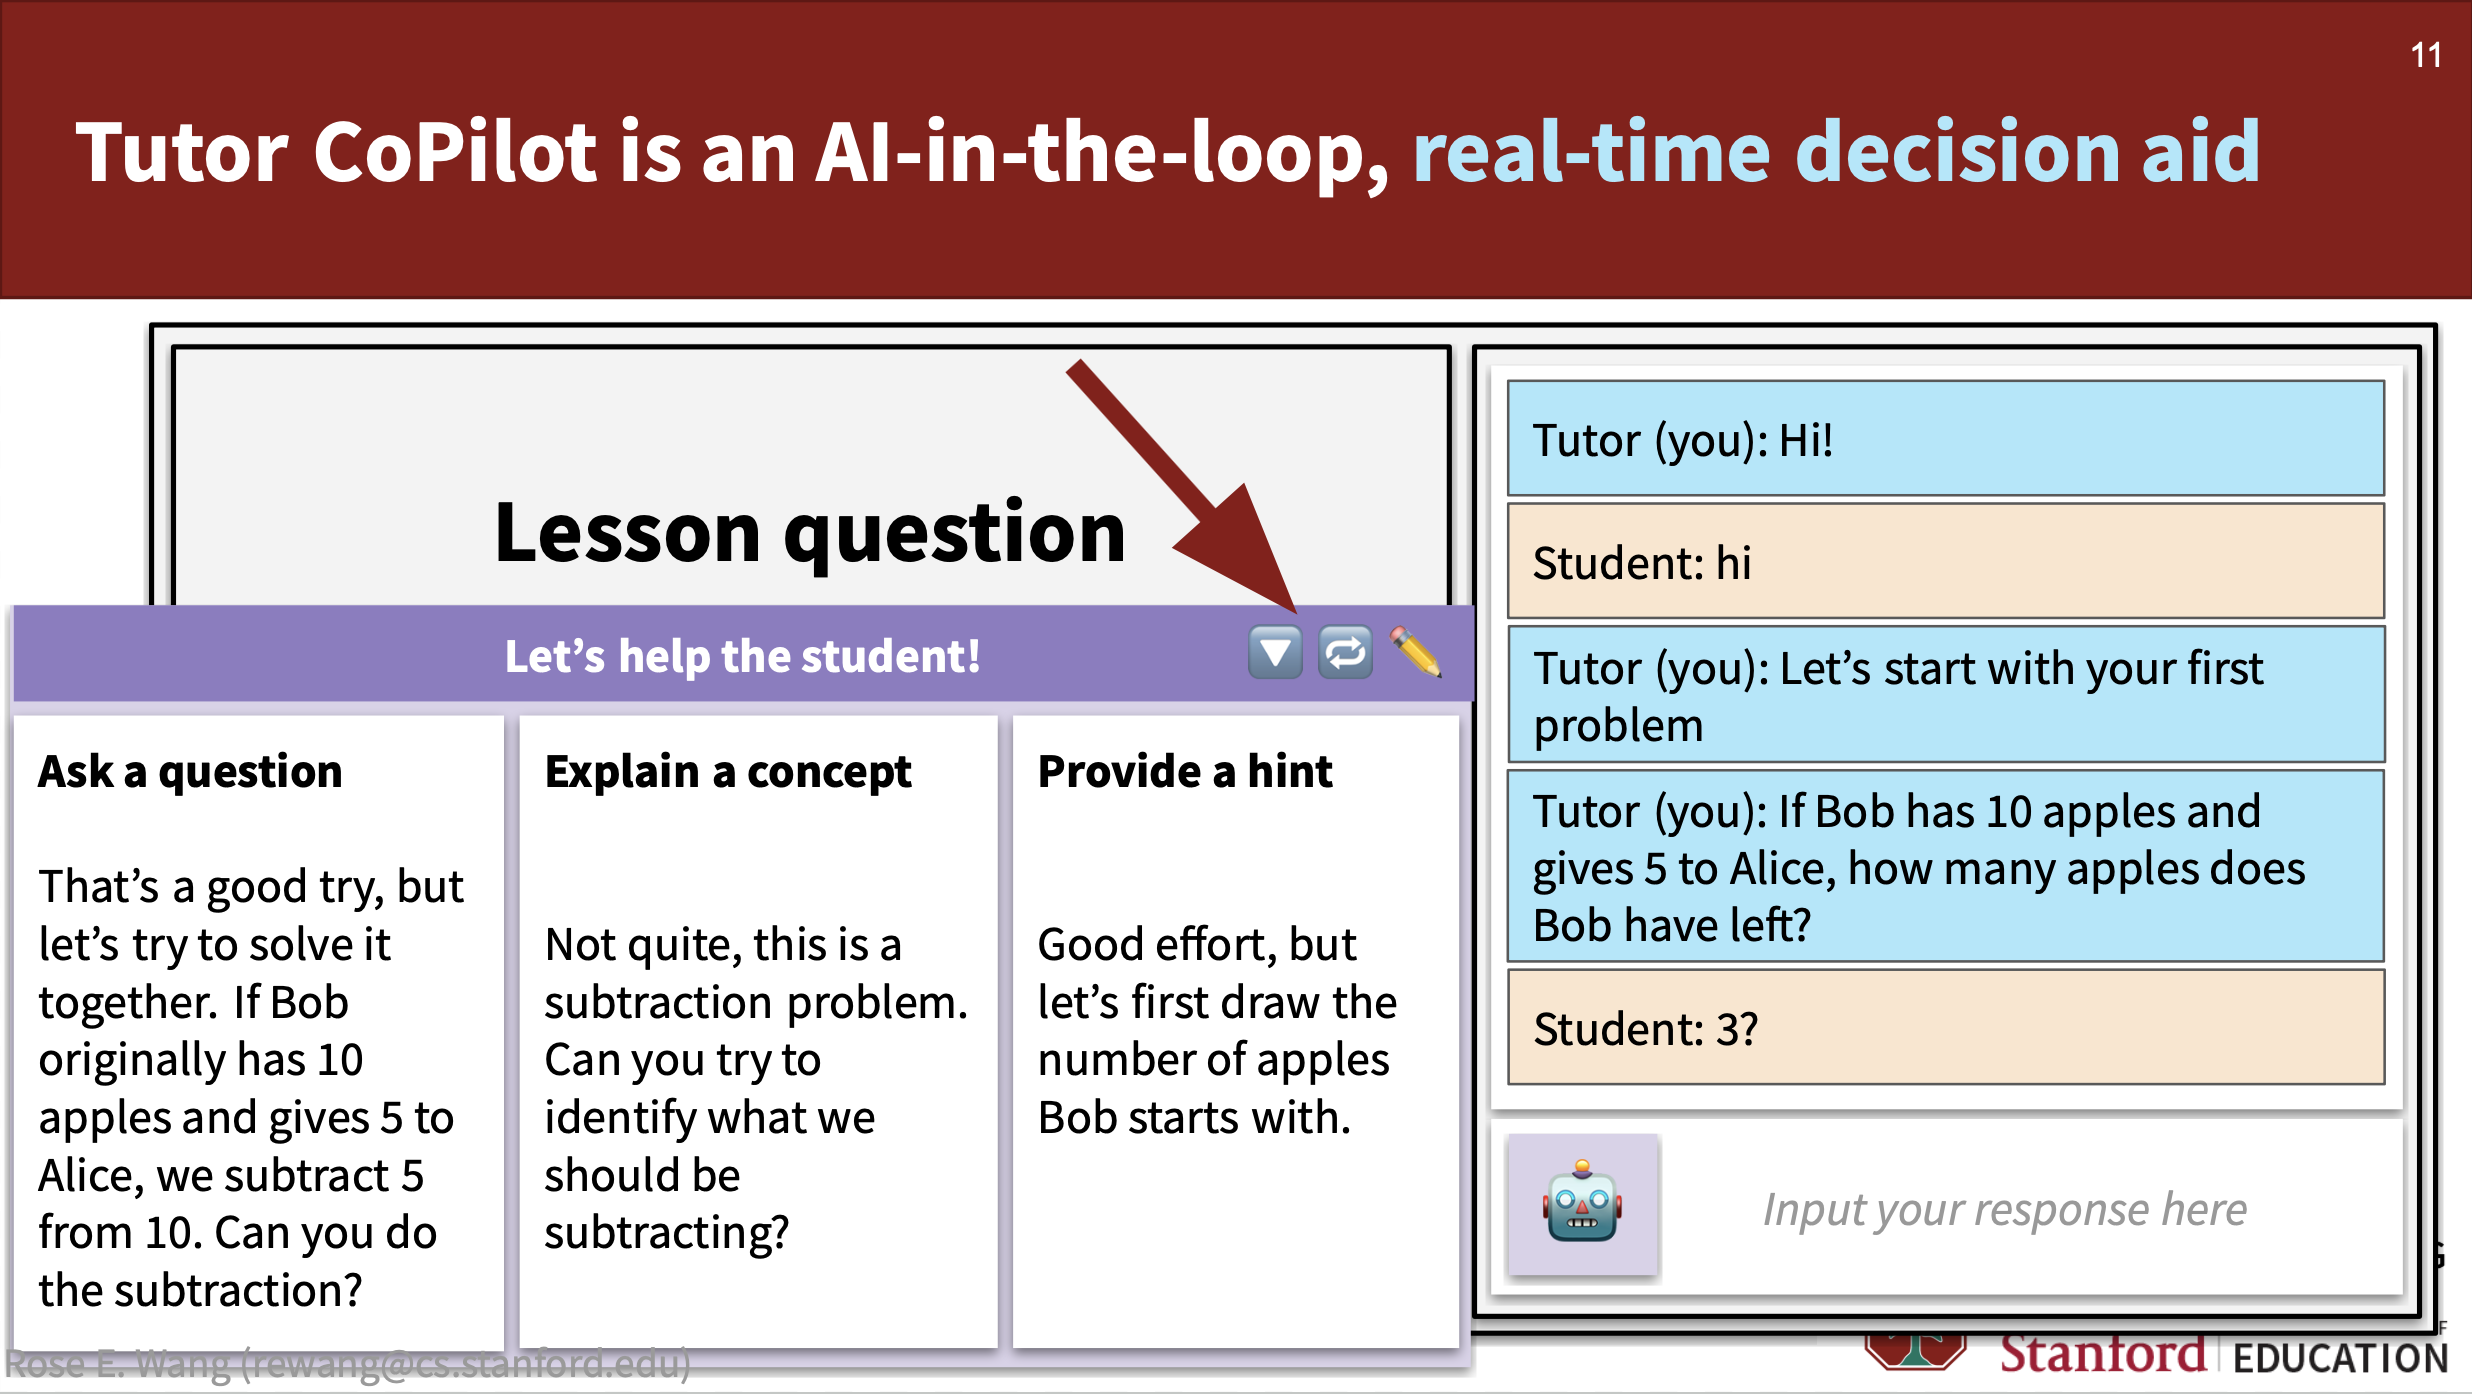 11
Tutor CoPilot is an AI-in-the-loop, real-time decision aid
Lesson question
Let's help the student!
Ask a question
That's a good try, but
let's try to solve it
together. If Bob
originally has 10
apples and gives 5 to
Alice, we subtract 5
from 10. Can you do
the subtraction?
Explain a concept
Not quite, this is a
subtraction problem.
Can you try to
identify what we
should be
subtracting?
Provide a hint
Good effort, but
let's first draw the
number of apples
Bob starts with.
Tutor (you): Hi!
Student: hi
Tutor (you): Let's start with your first
problem
Tutor (you): If Bob has 10 apples and
gives 5 to Alice, how many apples does
Bob have left?
Student: 3?
Input your response here
Rose E. Wang (rewang@cs.stanford.edu)
Stanford EDUCATION